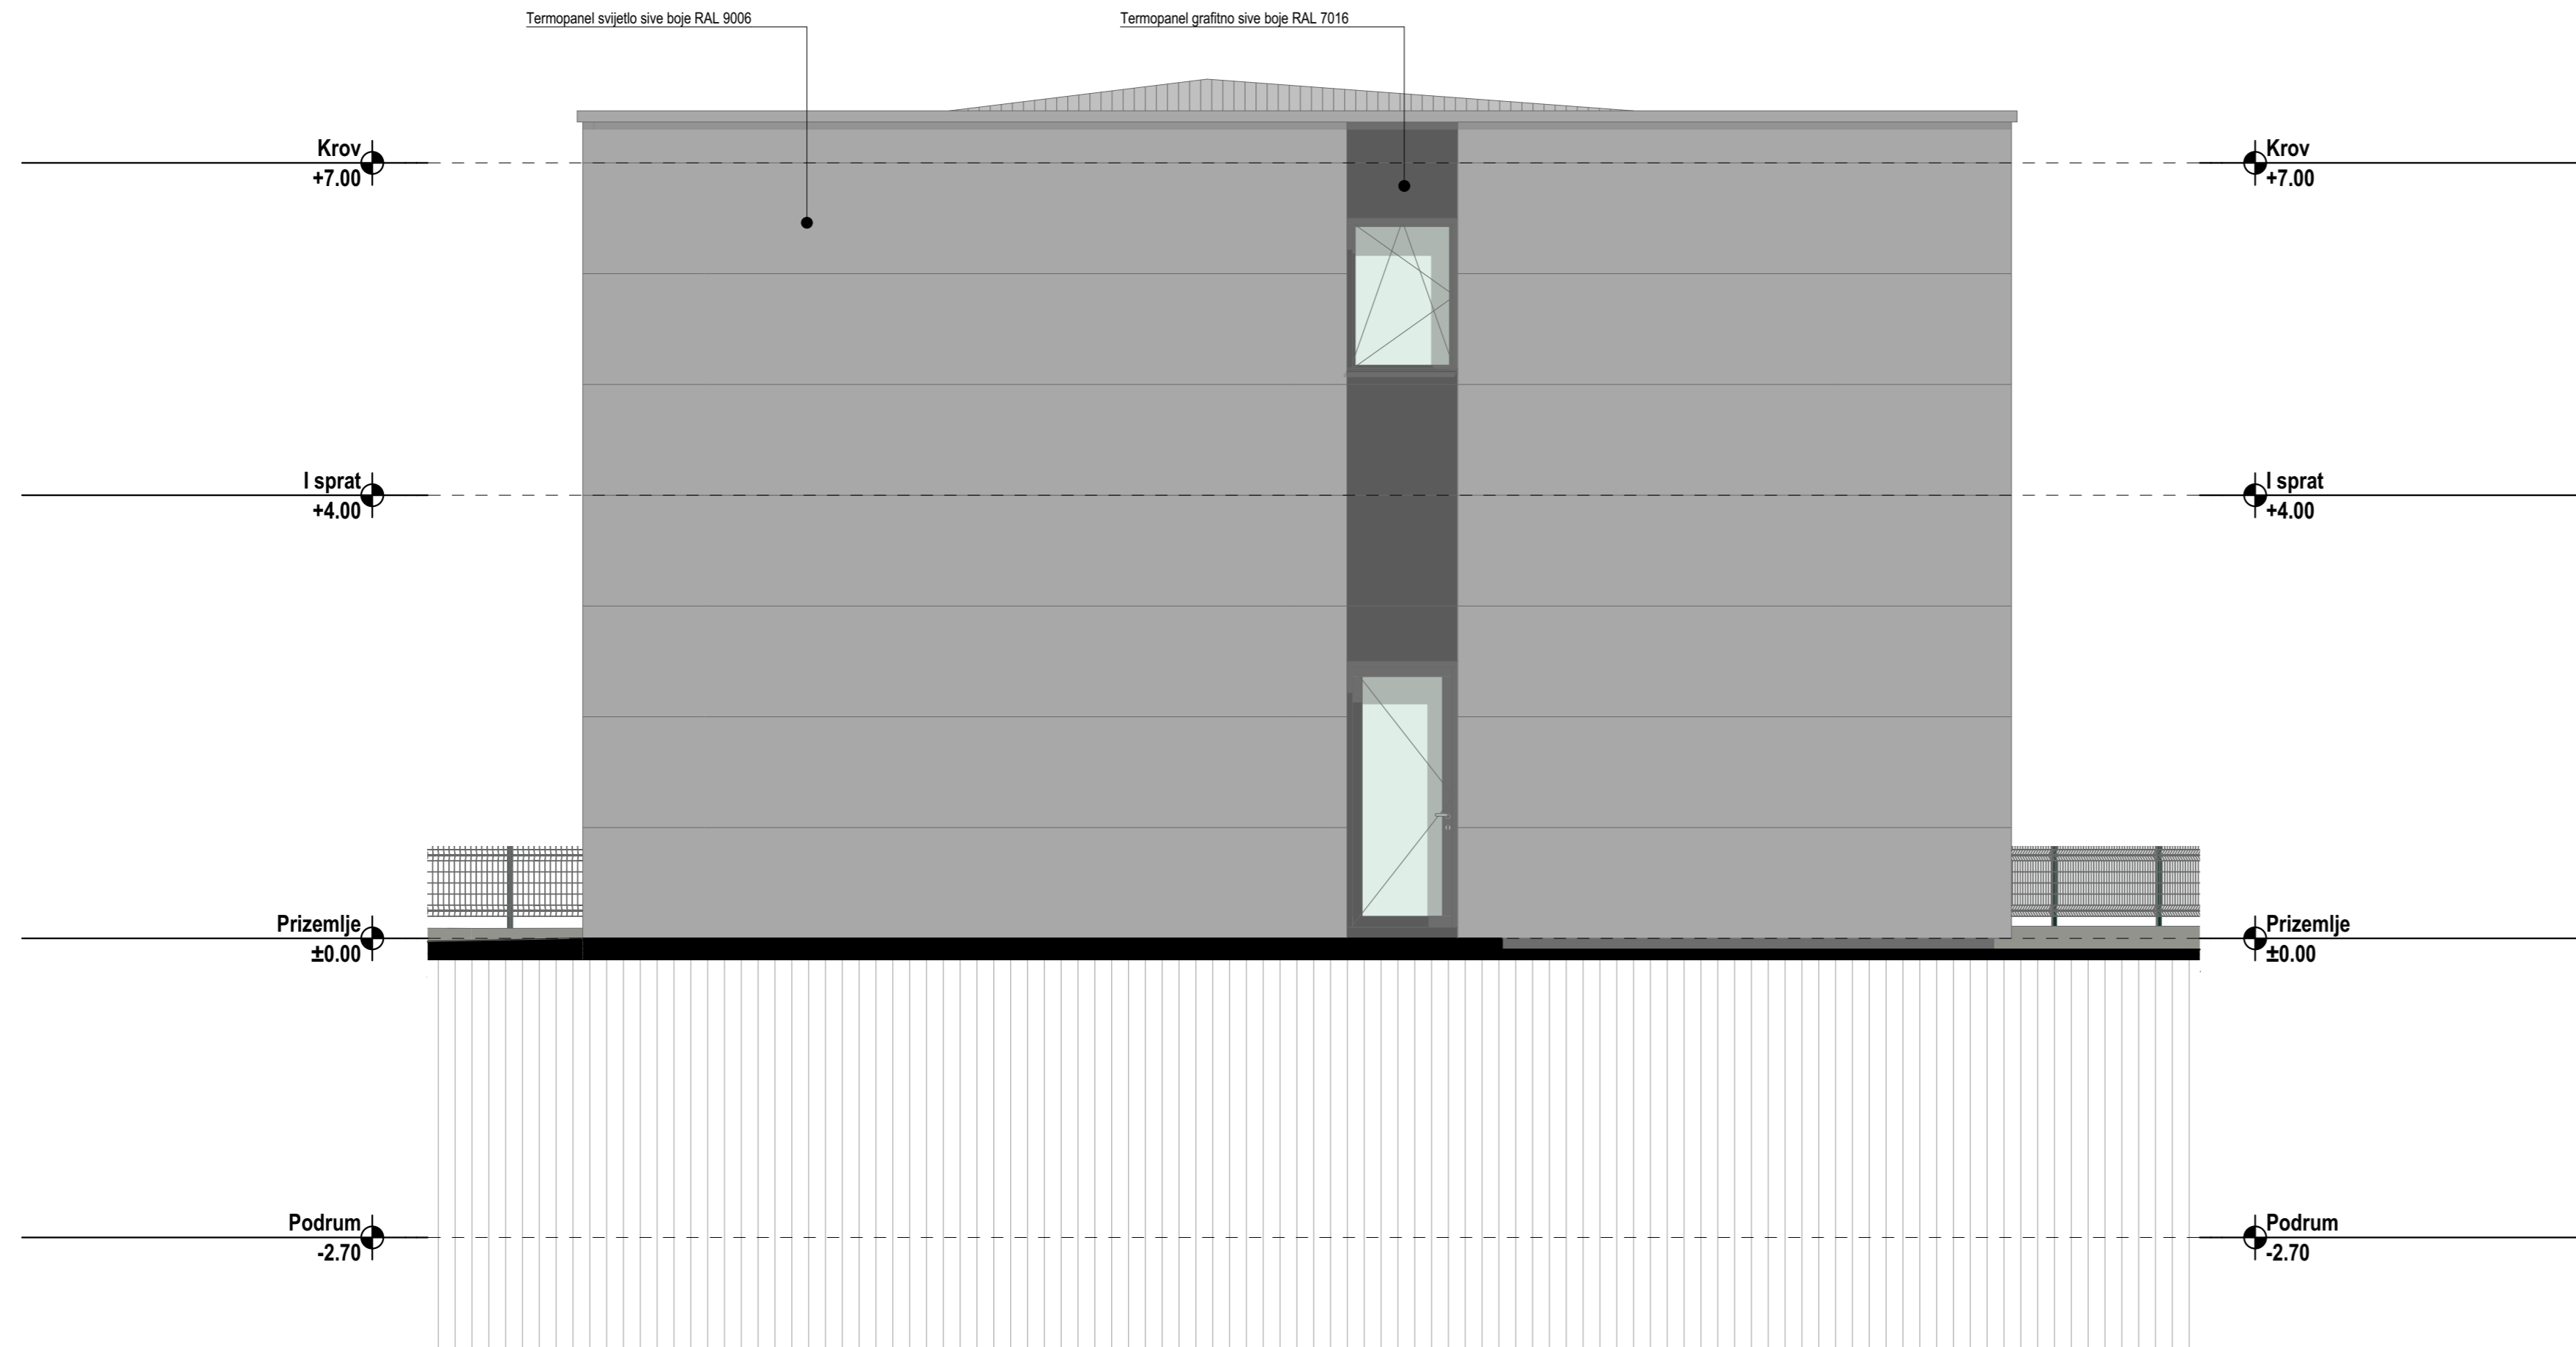 Termopanel svijetlo sive boje RAL 9006
Termopanel grafitno sive boje RAL 7016
Krov
+7.00
Krov
+7.00
I sprat
+4.00
I sprat
+4.00
Prizemlje
±0.00
Prizemlje
±0.00
Podrum
-2.70
Podrum
-2.70